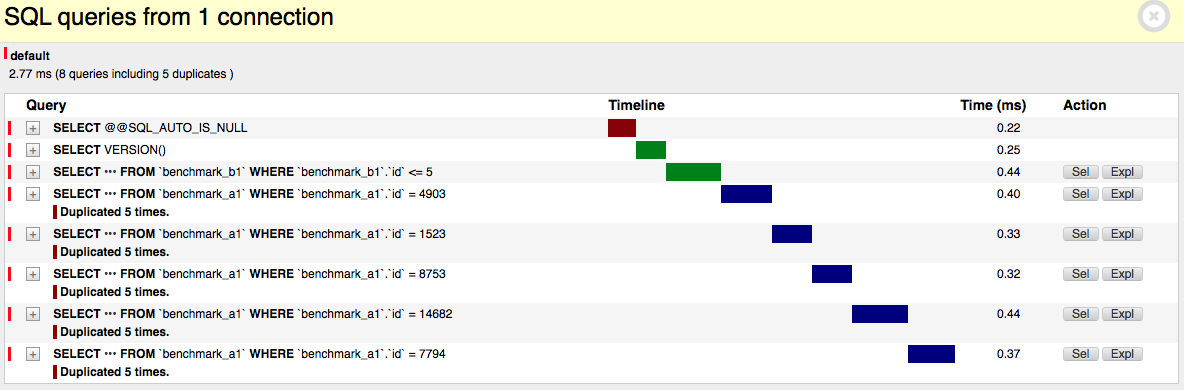 SQL queries from 1 connection
default
2.77 ms (8 queries including 5 duplicates )
Query Timeline Time (ms) Action
+ SELECT @@SQL_AUTO_IS_NULL 0.22
+ SELECT VERSION() 0.25
+ SELECT ••• FROM `benchmark_b1` WHERE `benchmark_b1`.`id` <= 5 0.44 Sel Expl
+ SELECT ••• FROM `benchmark_a1` WHERE `benchmark_a1`.`id` = 4903 0.40 Sel Expl
Duplicated 5 times.
+ SELECT ••• FROM `benchmark_a1` WHERE `benchmark_a1`.`id` = 1523 0.33 Sel Expl
Duplicated 5 times.
+ SELECT ••• FROM `benchmark_a1` WHERE `benchmark_a1`.`id` = 8753 0.32 Sel Expl
Duplicated 5 times.
+ SELECT ••• FROM `benchmark_a1` WHERE `benchmark_a1`.`id` = 14682 0.44 Sel Expl
Duplicated 5 times.
+ SELECT ••• FROM `benchmark_a1` WHERE `benchmark_a1`.`id` = 7794 0.37 Sel Expl
Duplicated 5 times.